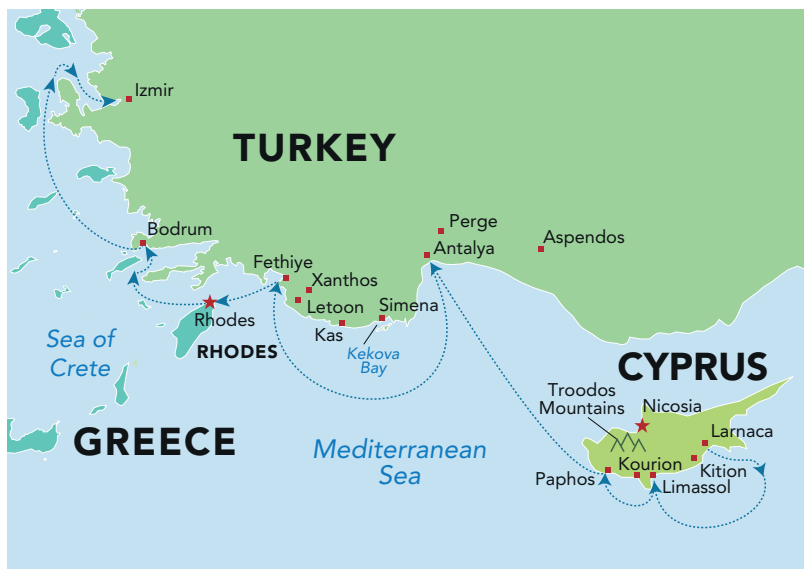 Izmir
TURKEY
Perge
Bodrum
Antalya
Aspendos
Fethiye
Xanthos
Letoon
Simena
Rhodes
Kas
Sea of
Crete
RHODES
Kekova
Bay
CYPRUS
Troodos
Mountains
Nicosia
GREECE
Larnaca
Mediterranean
Sea
Kourion
Kition
Paphos
Limassol